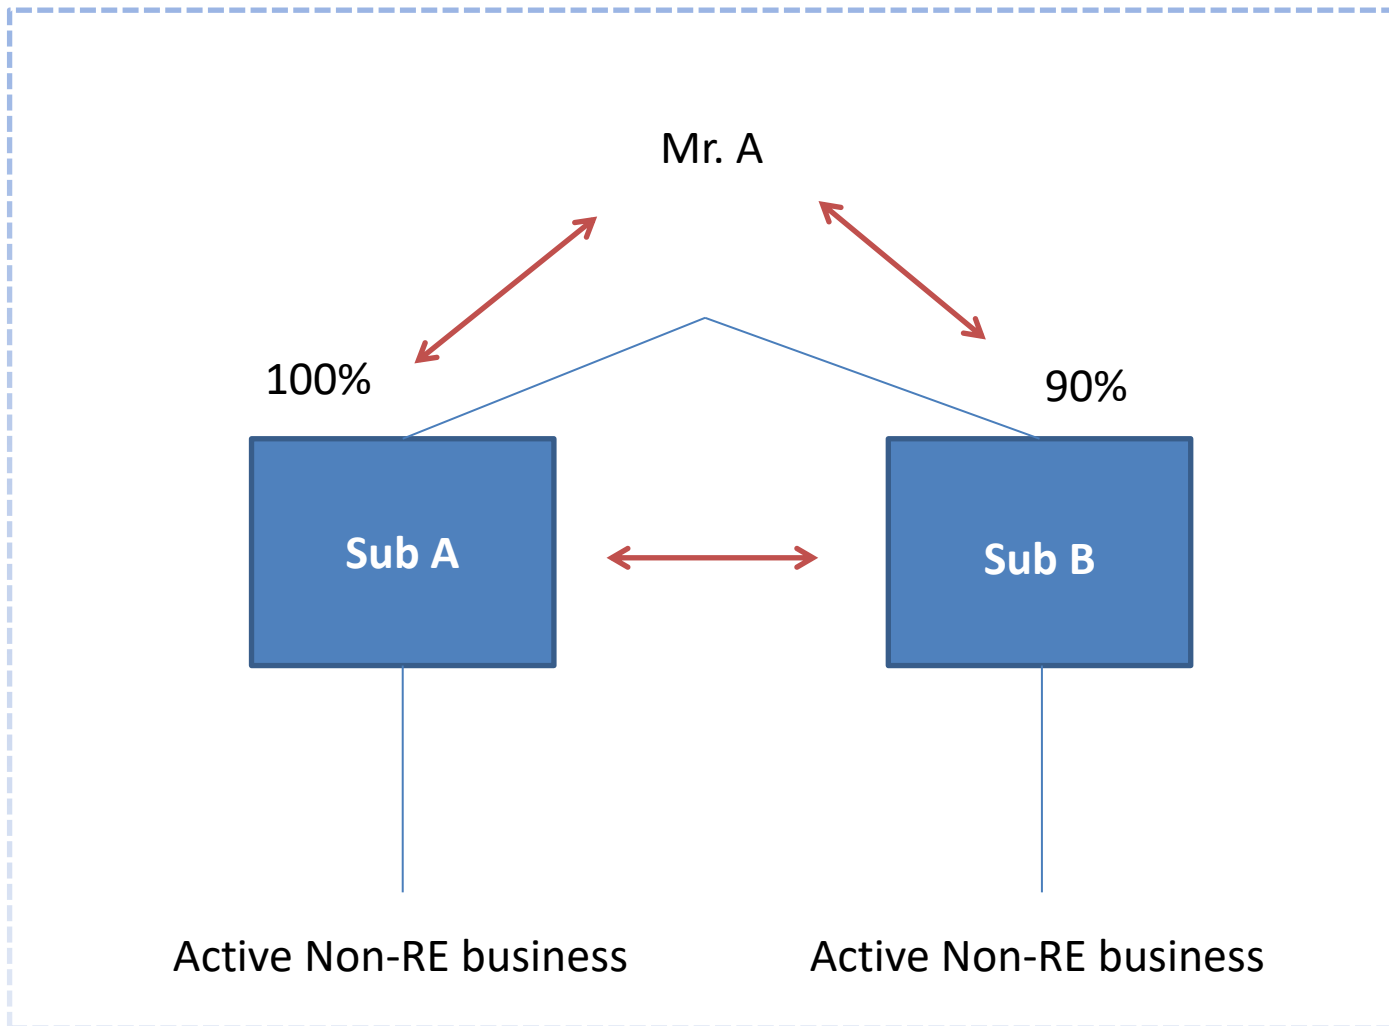 Mr. A
100%
90%
Sub A
Sub B
Active Non-RE business
Active Non-RE business